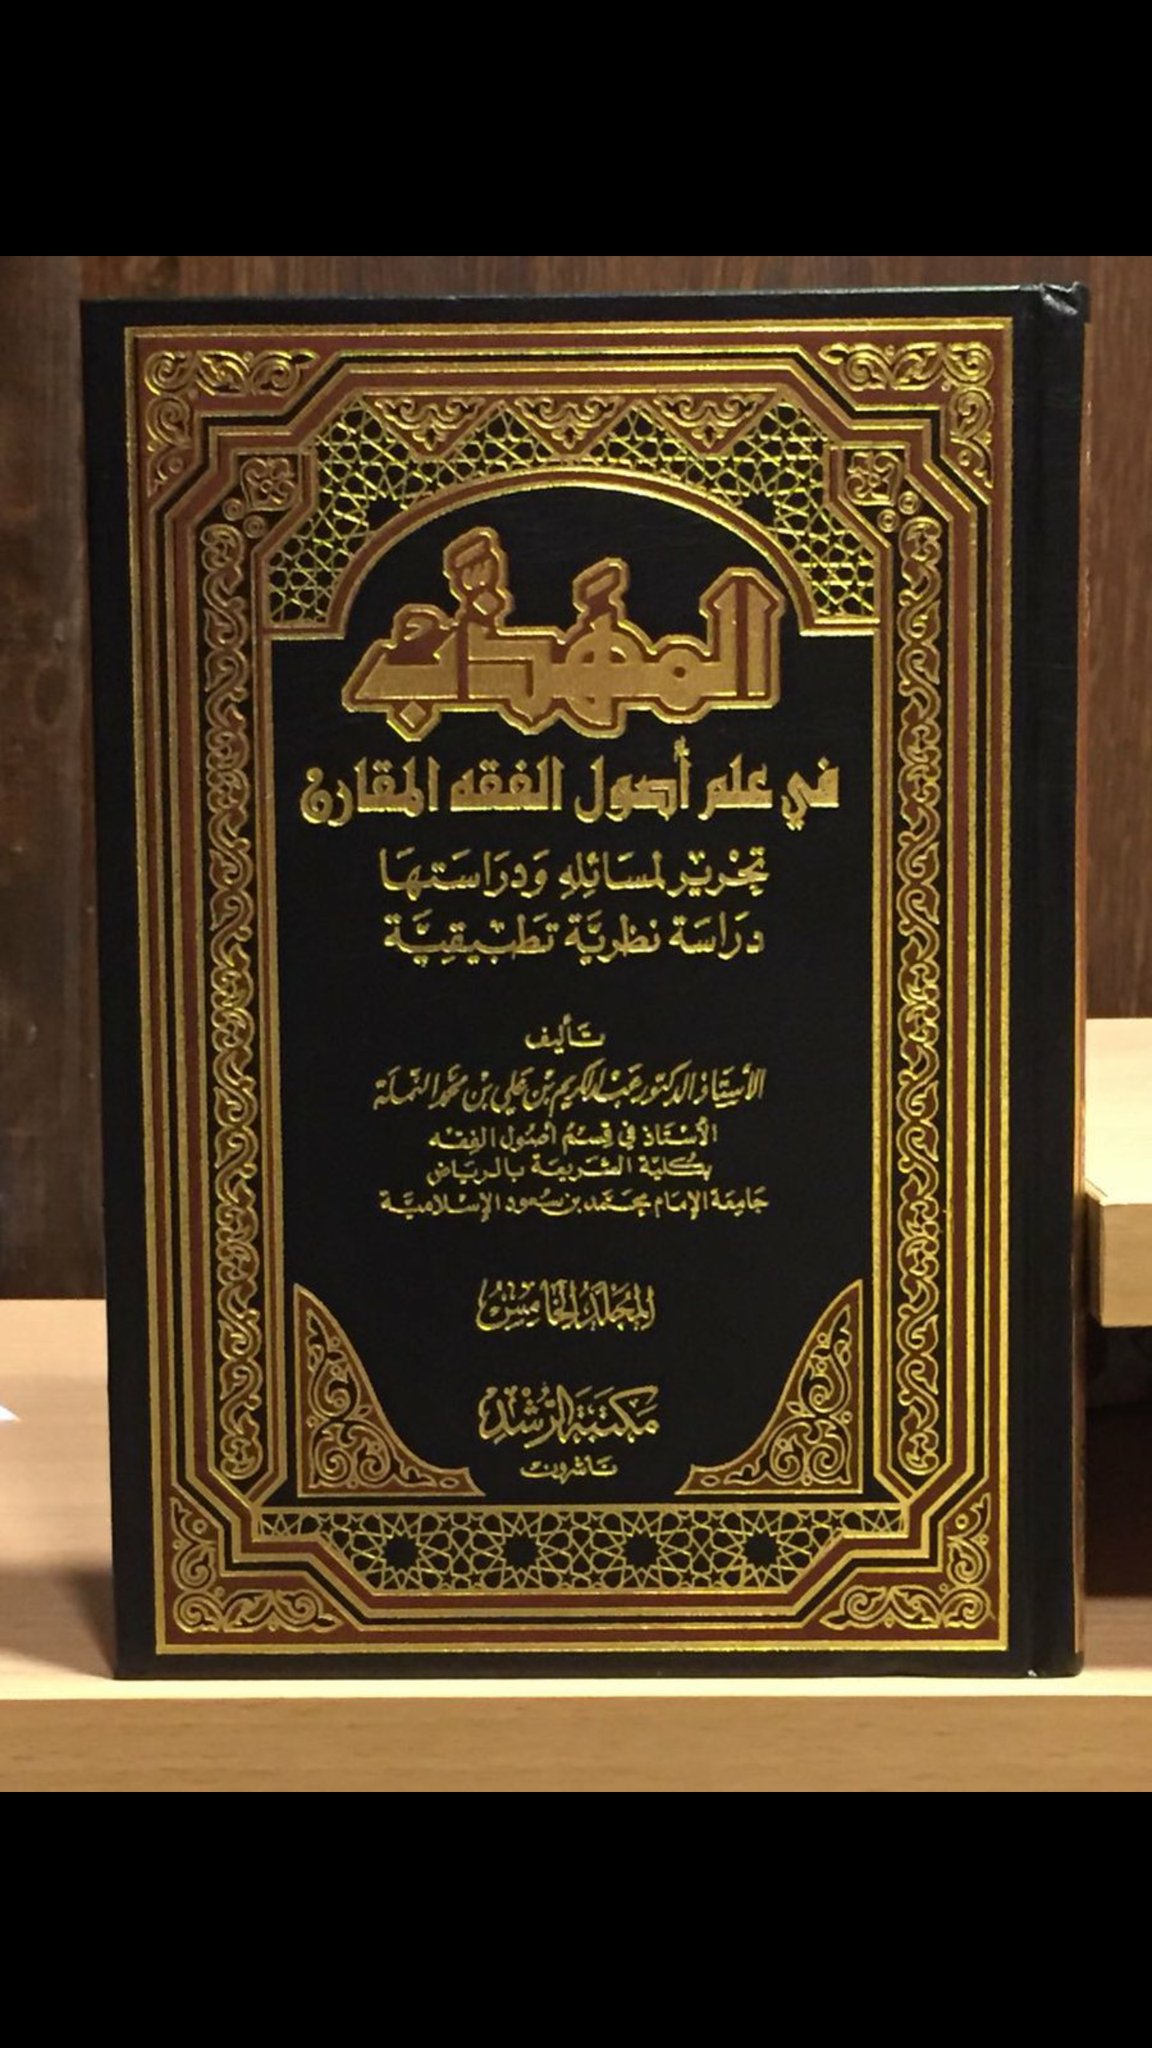 المهذب
في علم أصول الفقه المقارن
تحرير لمسائله ودراستها
دراسة نظرية تطبيقية
تأليف
الأستاذ الدكتور عبد الكريم بن علي بن محمد النملة
الأستاذ في قسم أصول الفقه
بكلية الشريعة بالرياض
جامعة الإمام محمد بن سعود الإسلامية
المجلد الخامس
مكتبة الرشد
ناشرون